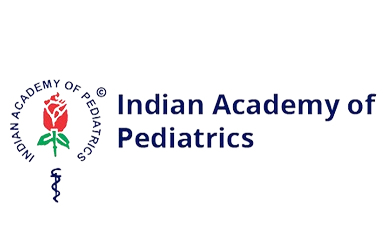 INDIAN ACADEMY OF PEDIATRICS
©
Indian Academy of
Pediatrics